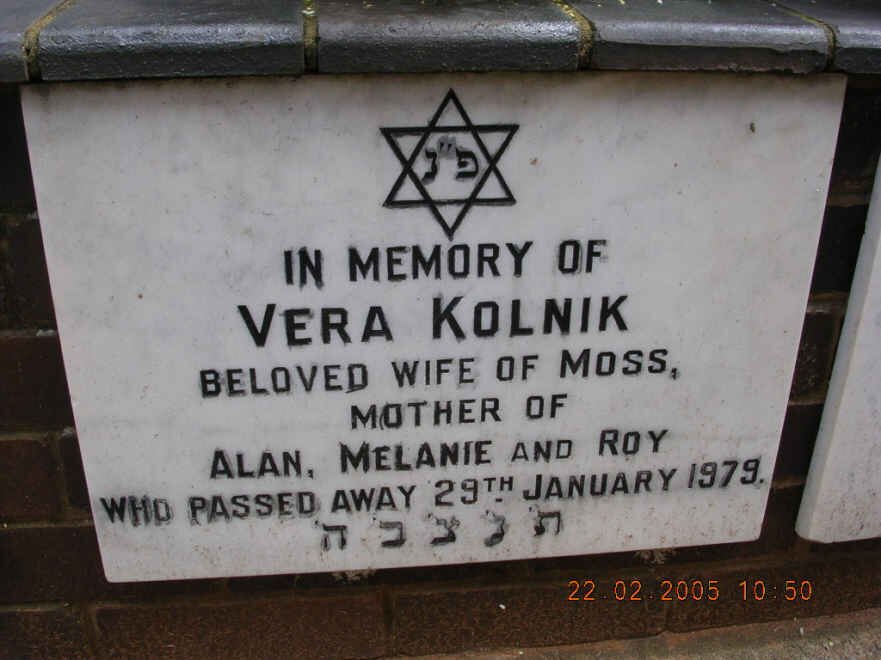 פ"נ
IN MEMORY OF
VERA KOLNIK
BELOVED WIFE OF MOSS,
MOTHER OF
ALAN, MELANIE AND ROY
WHO PASSED AWAY 29TH JANUARY 1979.
ת' נ' צ' ב' ה'
22.02.2005 10:50